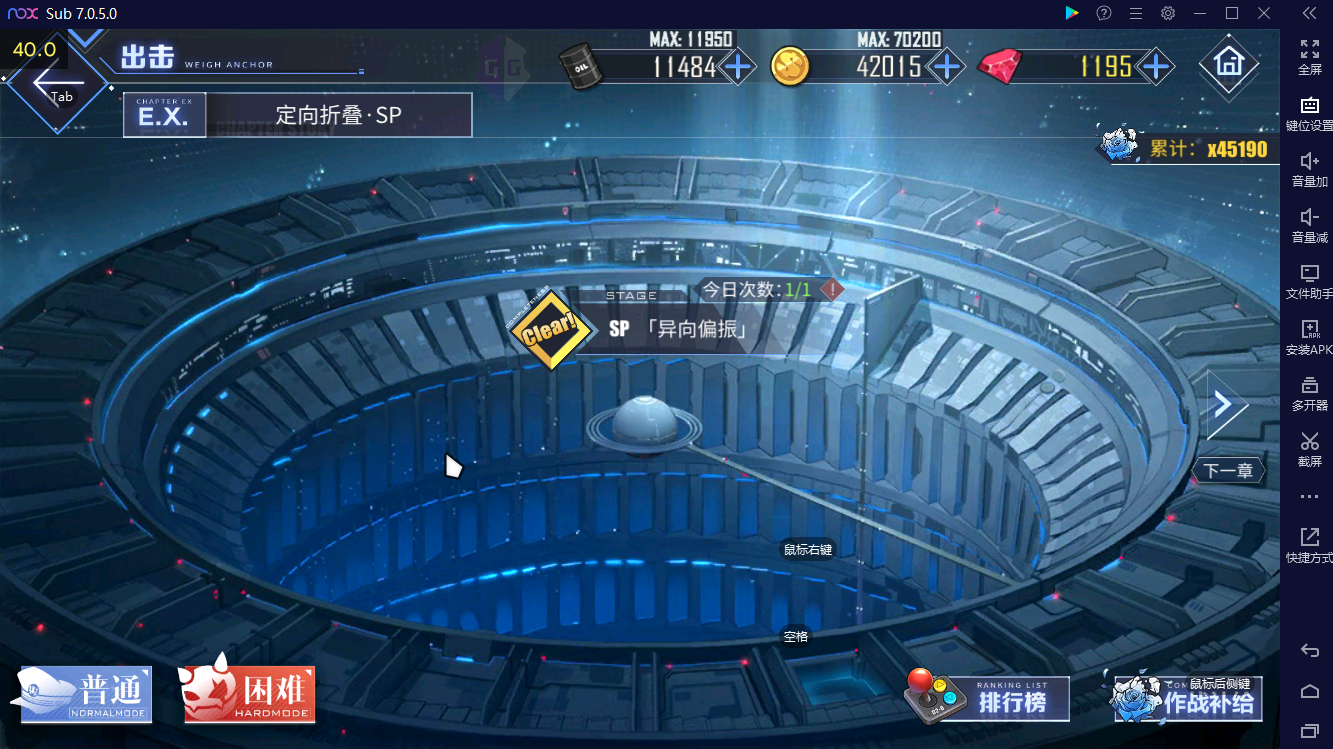 nox Sub 7.0.5.0
40.0
Tab
出击 WEIGH ANCHOR
MAX: 11950
11484
MAX: 70200
42015
1195
CHAPTER EX
E.X.
定向折叠·SP
累计: x45190
STAGE
今日次数:1/1
Clear!
SP 「异向偏振」
下一章
鼠标右键
空格
普通
NORMALMODE
困难
HARDMODE
RANKING LIST
排行榜
鼠标后侧键
作战补给
全屏
键位设置
音量加
音量减
文件助手
安装APK
多开器
截屏
快捷方式